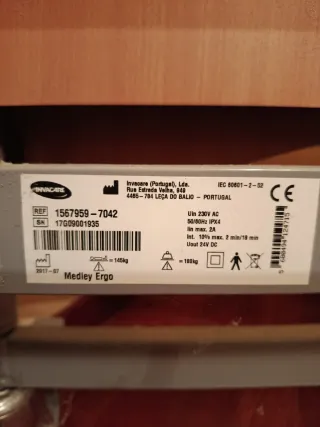 INVACARE
Invacare (Portugal), Lda.
Rua Estrada Velha, 949
4465-784 LEÇA DO BALIO - PORTUGAL
IEC 60601-2-52
CE
REF 1567959-7042
SN 17G09001935
Uin 230V AC
50/60Hz IPX4
Iin max. 2A
Int. 10% max. 2 min/18 min
Uout 24V DC
2017-07
= 145kg
= 180kg
Medley Ergo